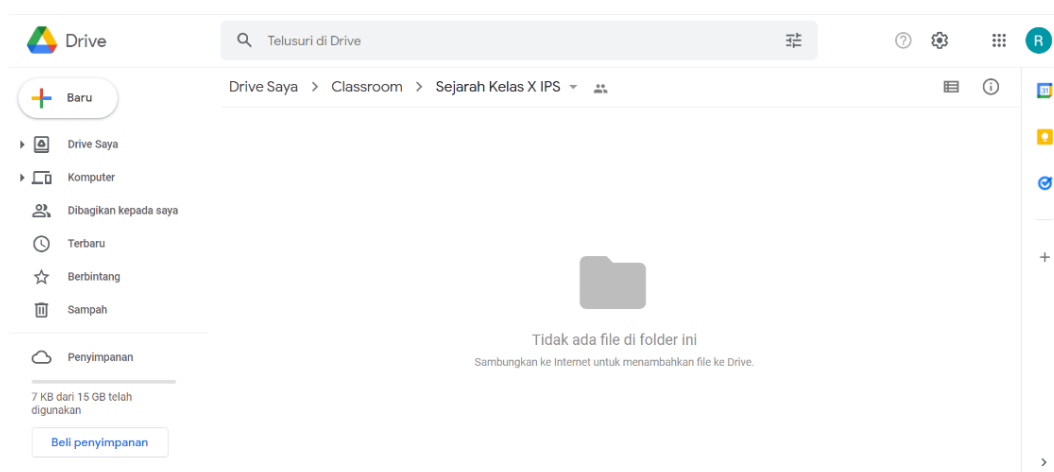 Drive
Telusuri di Drive
R
Baru
Drive Saya > Classroom > Sejarah Kelas X IPS
31
Drive Saya
Komputer
Dibagikan kepada saya
Terbaru
Berbintang
Sampah
Penyimpanan
7 KB dari 15 GB telah
digunakan
Beli penyimpanan
Tidak ada file di folder ini
Sambungkan ke Internet untuk menambahkan file ke Drive.